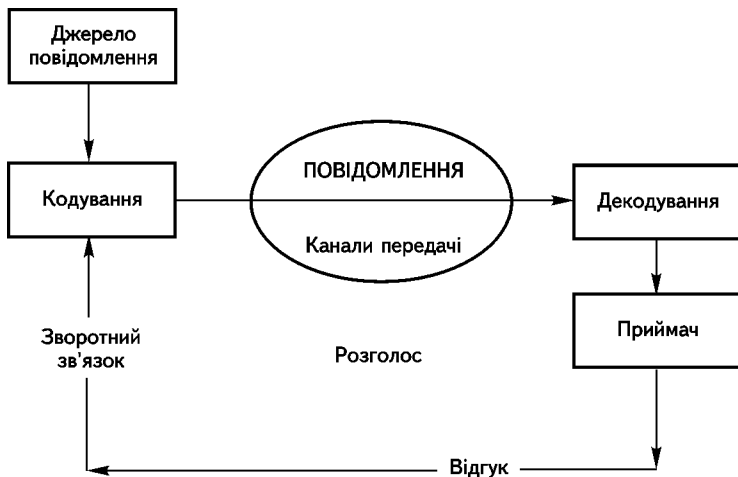 Джерело
повідомлення
Кодування
ПОВІДОМЛЕННЯ
Канали передачі
Декодування
Приймач
Зворотний
зв'язок
Розголос
Відгук